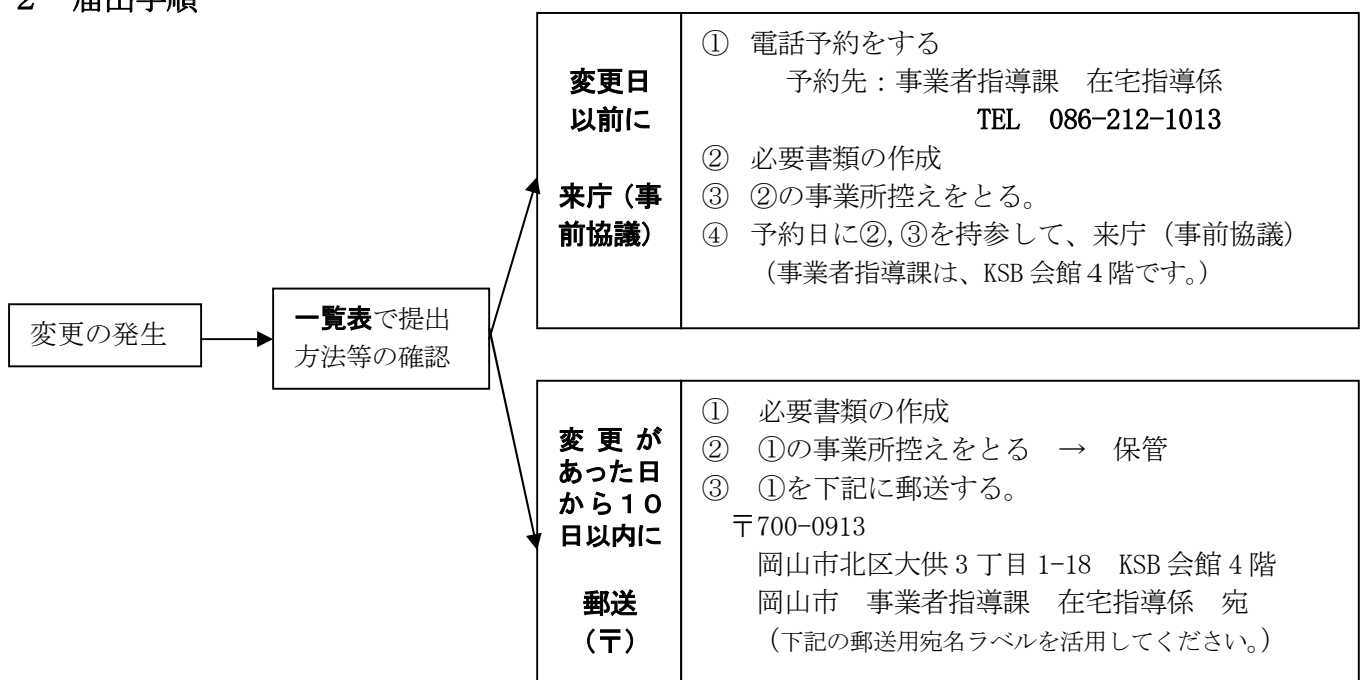 2 届出手順
変更の発生
一覧表で提出
方法等の確認
変更日
以前に
来庁（事
前協議）
① 電話予約をする
予約先：事業者指導課 在宅指導係
TEL 086-212-1013
② 必要書類の作成
③ ②の事業所控えをとる。
④ 予約日に②,③を持参して、来庁（事前協議）
（事業者指導課は、KSB 会館４階です。）
変 更 が
あった日
から１０
日以内に
郵送
（〒）
① 必要書類の作成
② ①の事業所控えをとる → 保管
③ ①を下記に郵送する。
〒700-0913
岡山市北区大供 3 丁目 1-18 KSB 会館 4 階
岡山市 事業者指導課 在宅指導係 宛
（下記の郵送用宛名ラベルを活用してください。）